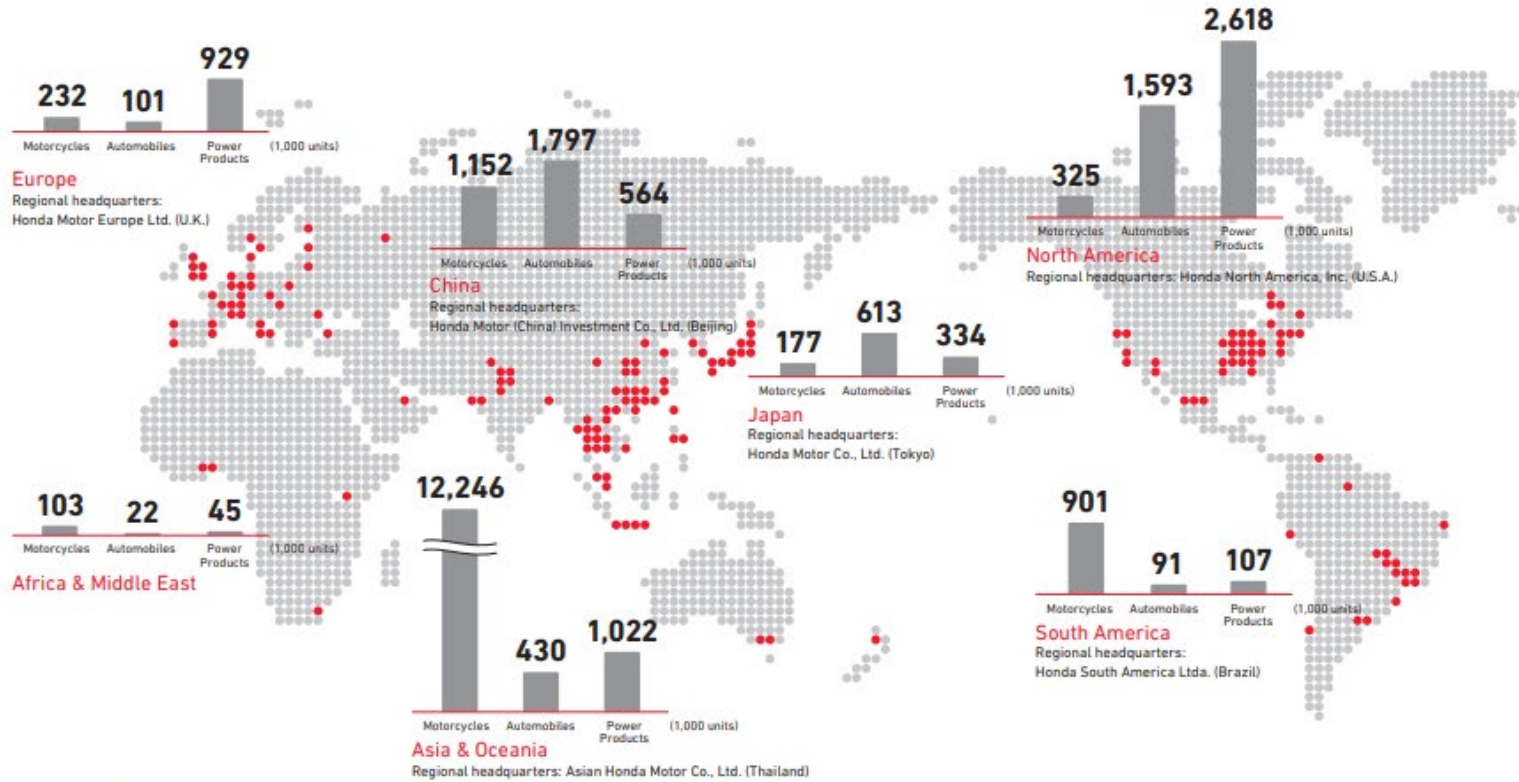 929
232 101
Motorcycles Automobiles Power Products (1,000 units)
Europe
Regional headquarters:
Honda Motor Europe Ltd. (U.K.)
1,797
1,152
564
Motorcycles Automobiles Power Products (1,000 units)
China
Regional headquarters:
Honda Motor (China) Investment Co., Ltd. (Beijing)
2,618
1,593
325
Motorcycles Automobiles Power Products (1,000 units)
North America
Regional headquarters: Honda North America, Inc. (U.S.A.)
613
177 334
Motorcycles Automobiles Power Products (1,000 units)
Japan
Regional headquarters:
Honda Motor Co., Ltd. (Tokyo)
103 22 45
Motorcycles Automobiles Power Products (1,000 units)
Africa & Middle East
12,246
430 1,022
Motorcycles Automobiles Power Products (1,000 units)
Asia & Oceania
Regional headquarters: Asian Honda Motor Co., Ltd. (Thailand)
901
91 107
Motorcycles Automobiles Power Products (1,000 units)
South America
Regional headquarters:
Honda South America Ltda. (Brazil)